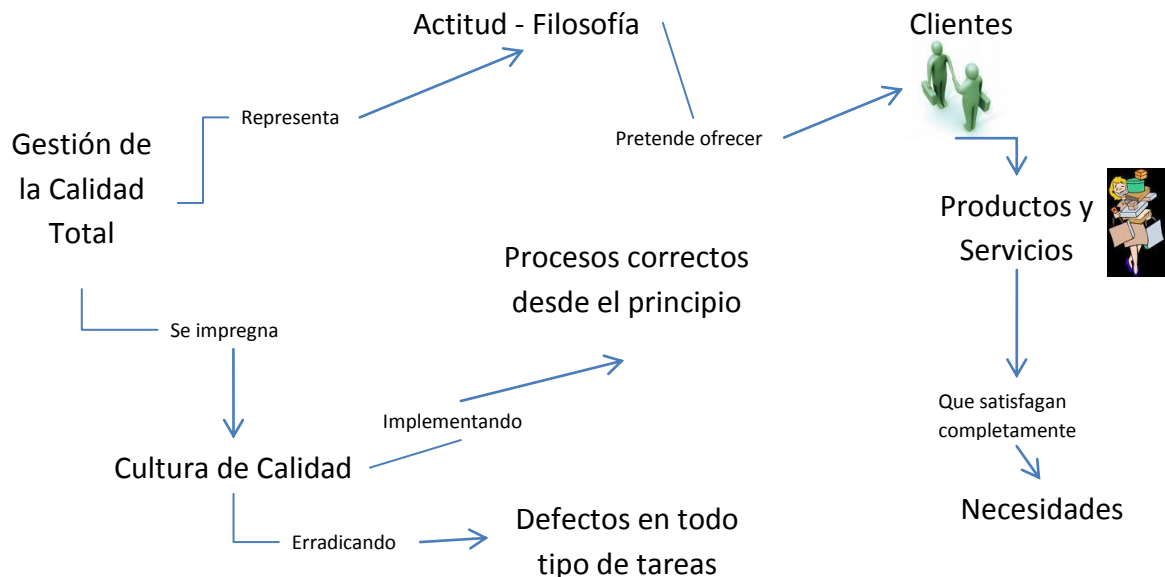 Actitud - Filosofía
Clientes
Representa
Pretende ofrecer
Gestión de
la Calidad
Total
Productos y
Servicios
Procesos correctos
desde el principio
Se impregna
Implementando
Que satisfagan
completamente
Cultura de Calidad
Necesidades
Erradicando
Defectos en todo
tipo de tareas